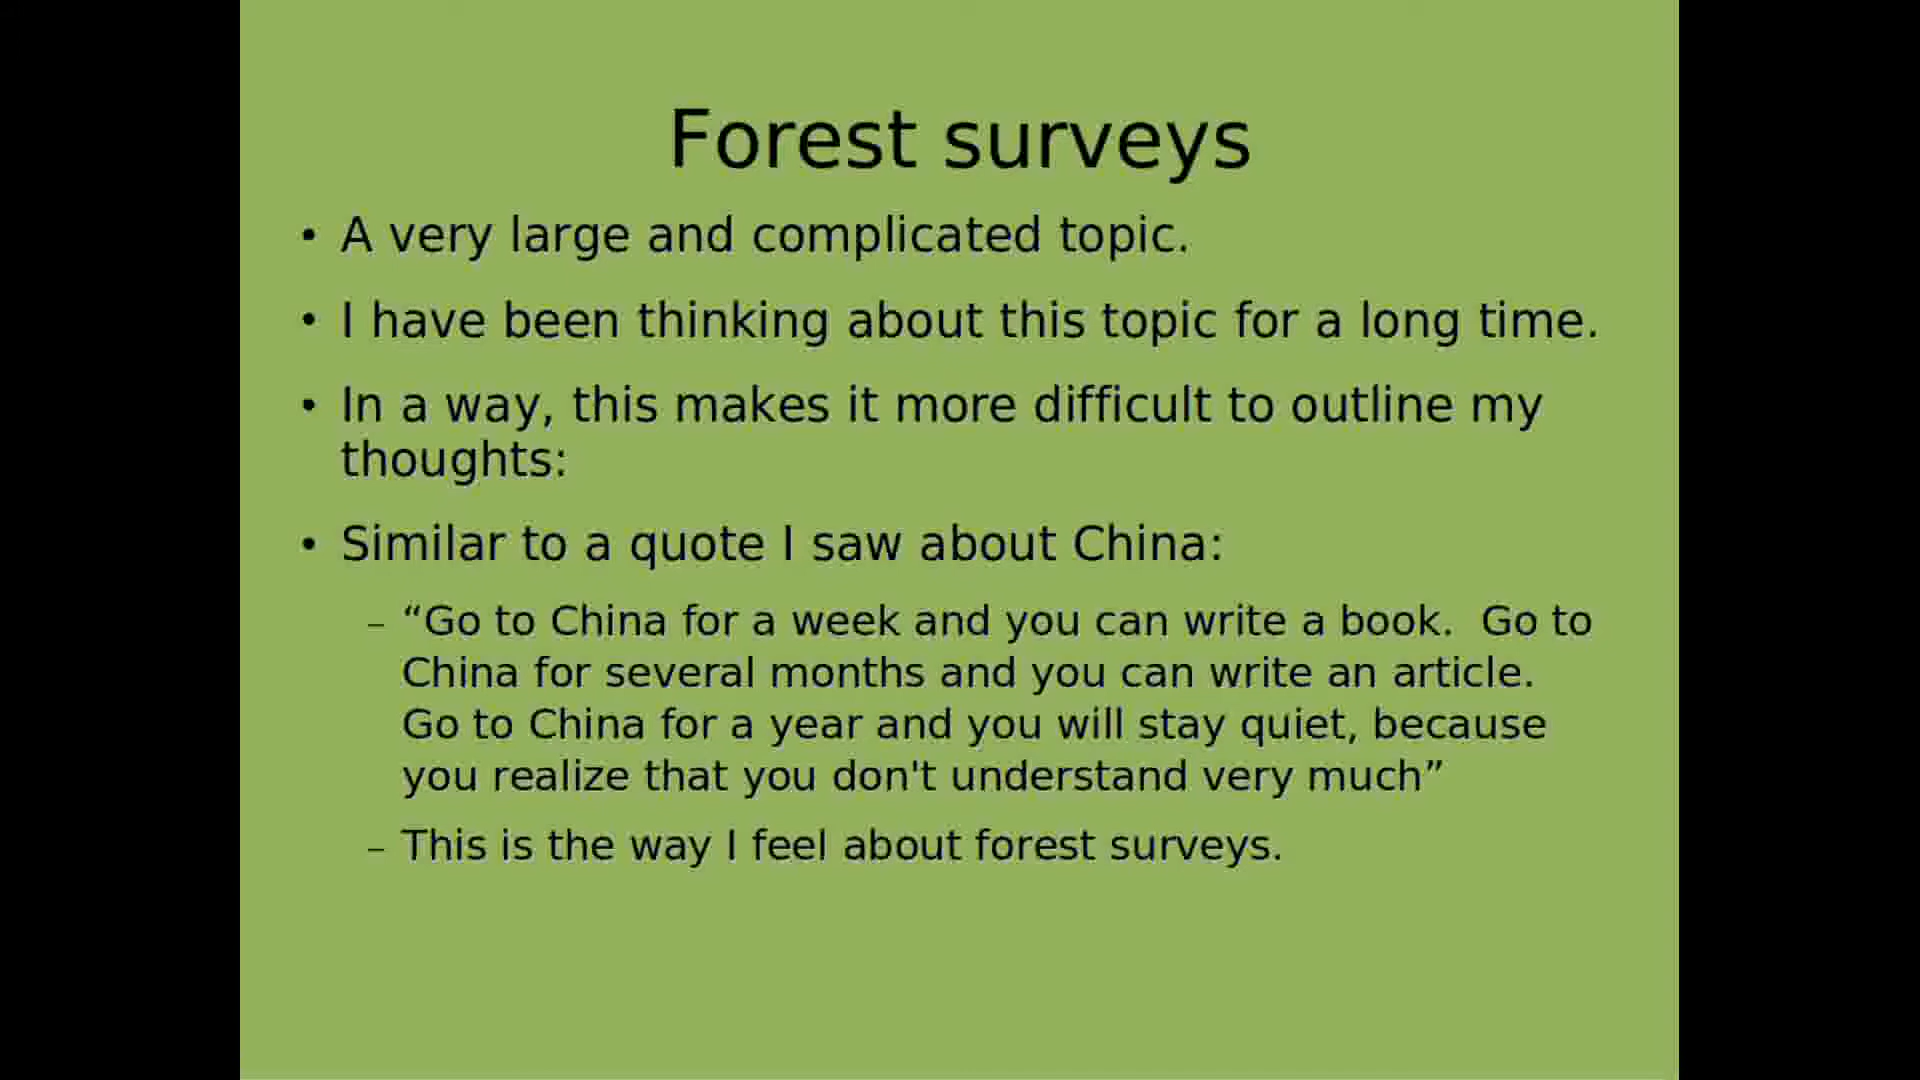 Forest surveys
• A very large and complicated topic.
• I have been thinking about this topic for a long time.
• In a way, this makes it more difficult to outline my
thoughts:
• Similar to a quote I saw about China:
– “Go to China for a week and you can write a book.  Go to
China for several months and you can write an article.
Go to China for a year and you will stay quiet, because
you realize that you don't understand very much”
– This is the way I feel about forest surveys.